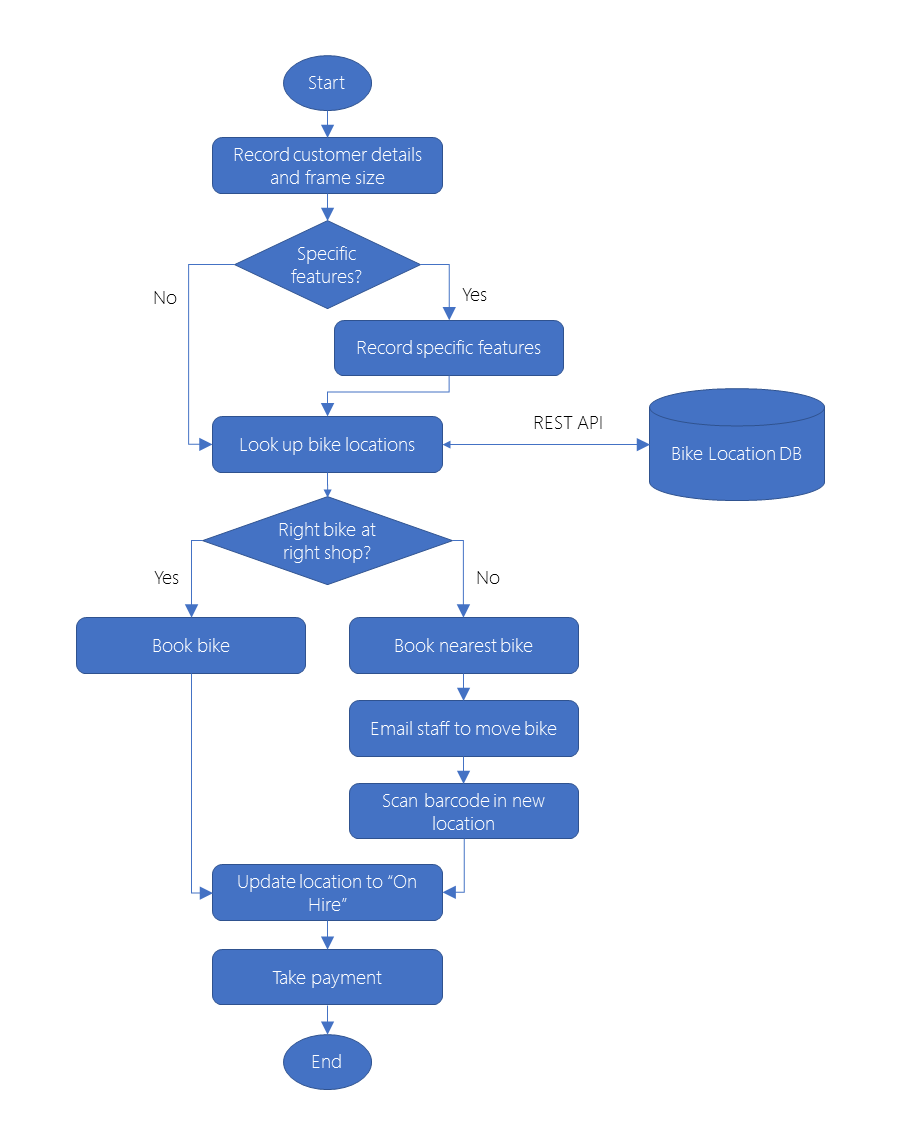 Start
Record customer details
and frame size
Specific
features?
No
Yes
Record specific features
Look up bike locations
REST API
Bike Location DB
Right bike at
right shop?
Yes
No
Book bike
Book nearest bike
Email staff to move bike
Scan barcode in new
location
Update location to “On
Hire”
Take payment
End